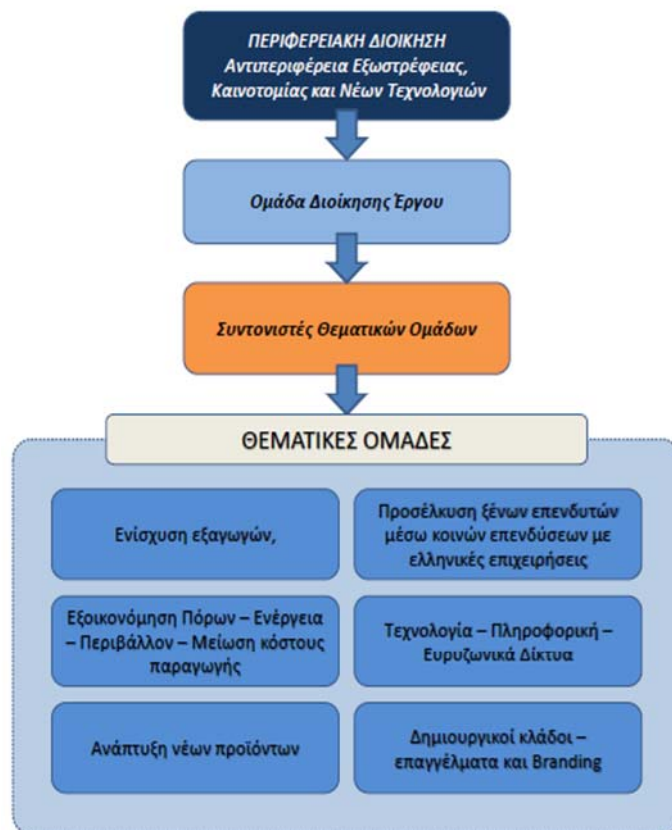 ΠΕΡΙΦΕΡΕΙΑΚΗ ΔΙΟΙΚΗΣΗ
Αντιπεριφέρεια Εξωστρέφειας,
Καινοτομίας και Νέων Τεχνολογιών
Ομάδα Διοίκησης Έργου
Συντονιστές Θεματικών Ομάδων
ΘΕΜΑΤΙΚΕΣ ΟΜΑΔΕΣ
Ενίσχυση εξαγωγών,
Προσέλκυση ξένων επενδυτών
μέσω κοινών επενδύσεων με
ελληνικές επιχειρήσεις
Εξοικονόμηση Πόρων – Ενέργεια
– Περιβάλλον – Μείωση κόστους
παραγωγής
Τεχνολογία – Πληροφορική –
Ευρυζωνικά Δίκτυα
Ανάπτυξη νέων προϊόντων
Δημιουργικοί κλάδοι –
επαγγέλματα και Branding